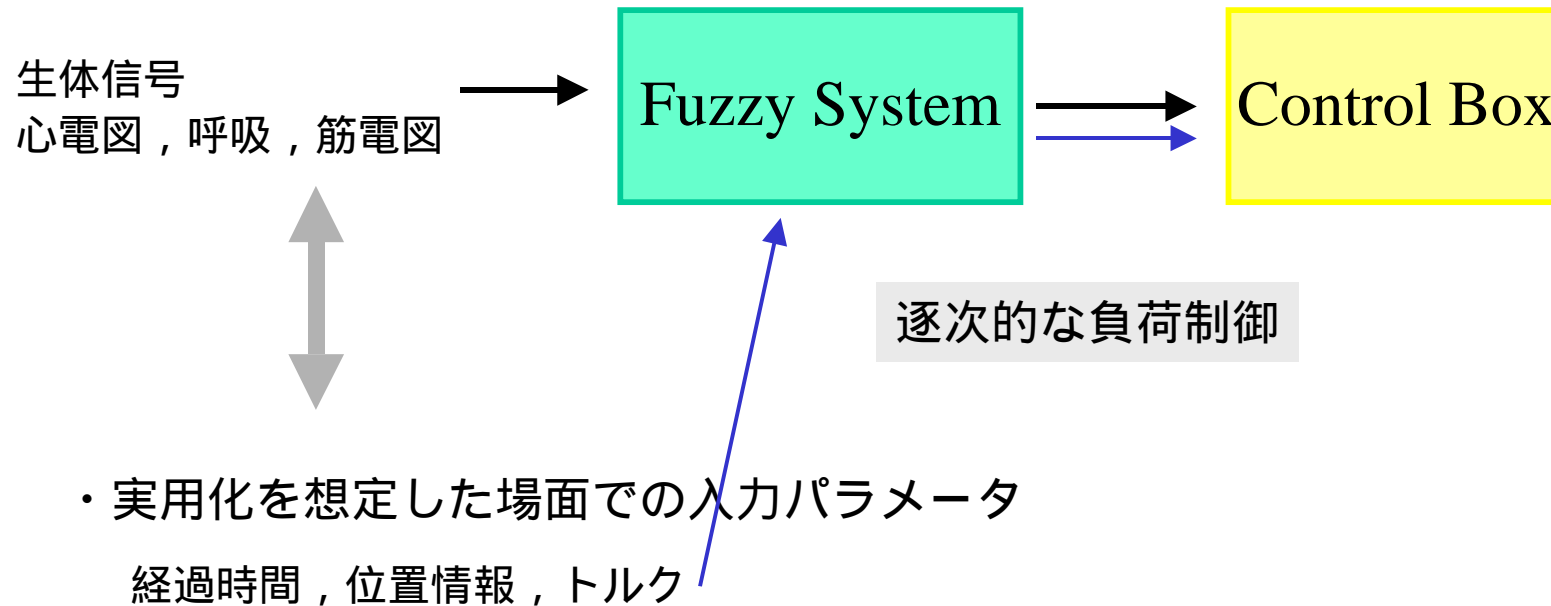 生体信号
心電図，呼吸，筋電図
Fuzzy System
Control Box
逐次的な負荷制御
・実用化を想定した場面での入力パラメータ
経過時間，位置情報，トルク